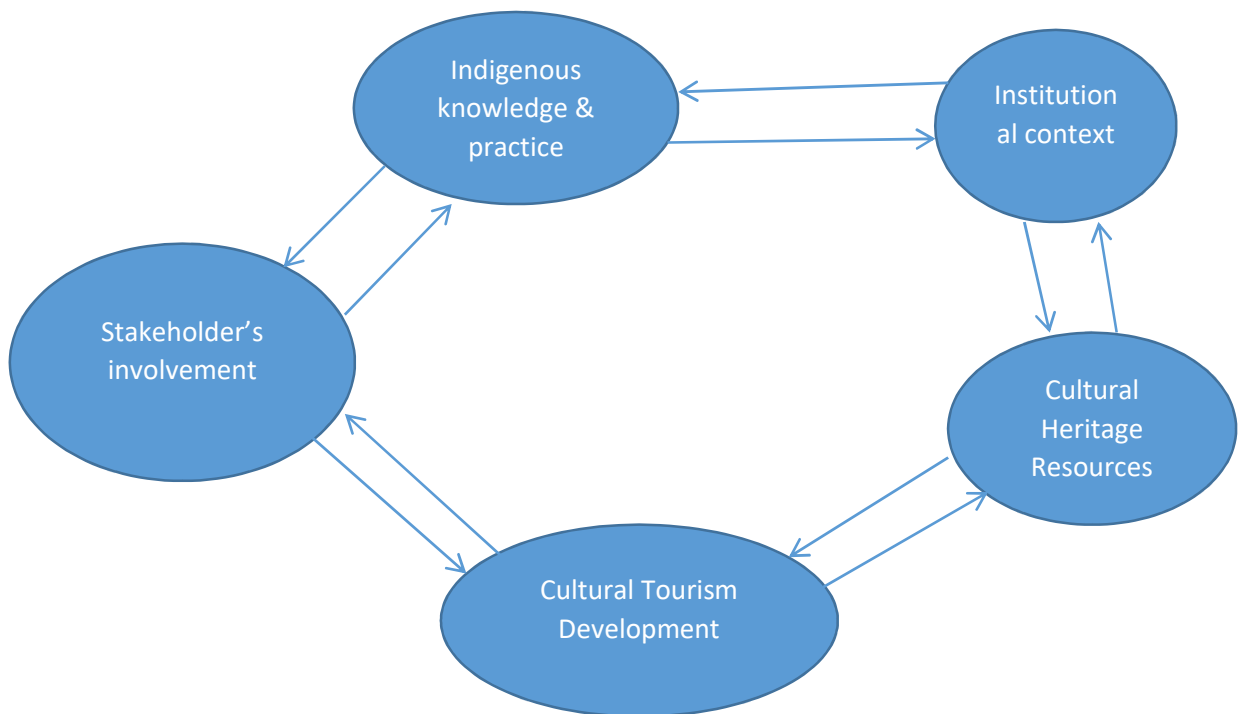 Indigenous
knowledge &
practice
Institution
al context
Stakeholder’s
involvement
Cultural
Heritage
Resources
Cultural Tourism
Development